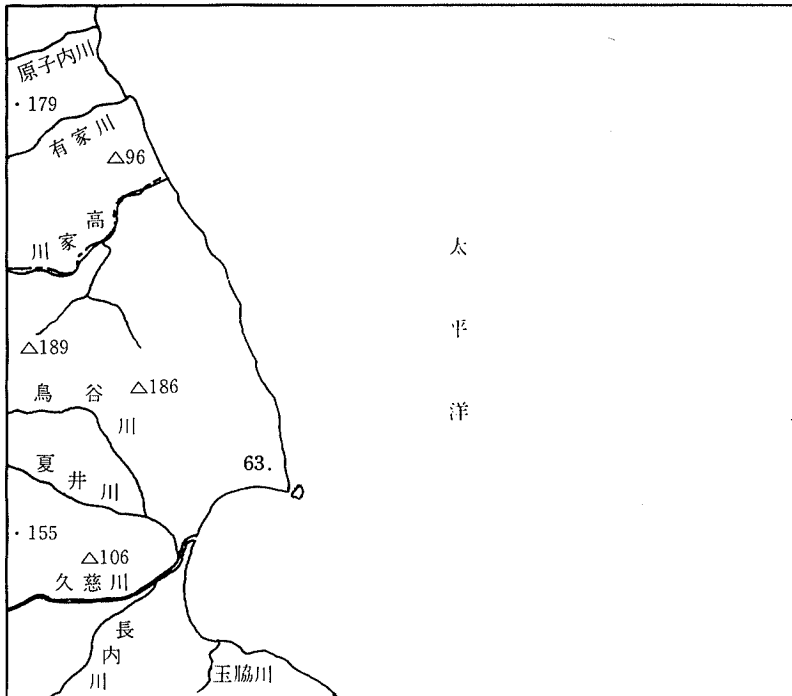 原子内川
・179
有家川
△96
高家川
太平洋
△189
△186
鳥谷川
63.
夏井川
・155
△106
久慈川
長内川
玉脇川